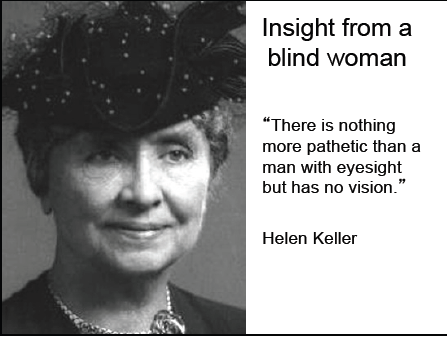 Insight from a
blind woman
“There is nothing
more pathetic than a
man with eyesight
but has no vision.”
Helen Keller